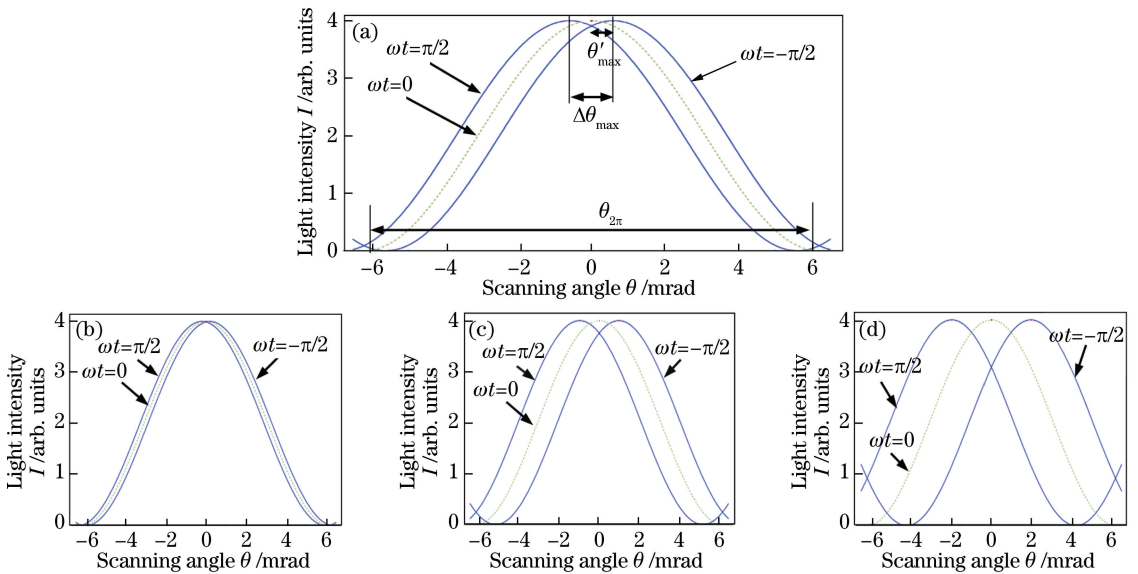 (a)
Light intensity I /arb. units
4
3
2
1
0
ωt=π/2
ωt=0
ωt=−π/2
θ′max
Δθmax
θ2π
−6 −4 −2 0 2 4 6
Scanning angle θ /mrad
(b)
Light intensity
I /arb. units
4
3
2
1
0
ωt=π/2
ωt=0
ωt=−π/2
−6 −4 −2 0 2 4 6
Scanning angle θ /mrad
(c)
Light intensity
I /arb. units
4
3
2
1
0
ωt=π/2
ωt=0
ωt=−π/2
−6 −4 −2 0 2 4 6
Scanning angle θ /mrad
(d)
Light intensity
I /arb. units
4
3
2
1
0
ωt=π/2
ωt=0
ωt=−π/2
−6 −4 −2 0 2 4 6
Scanning angle θ /mrad